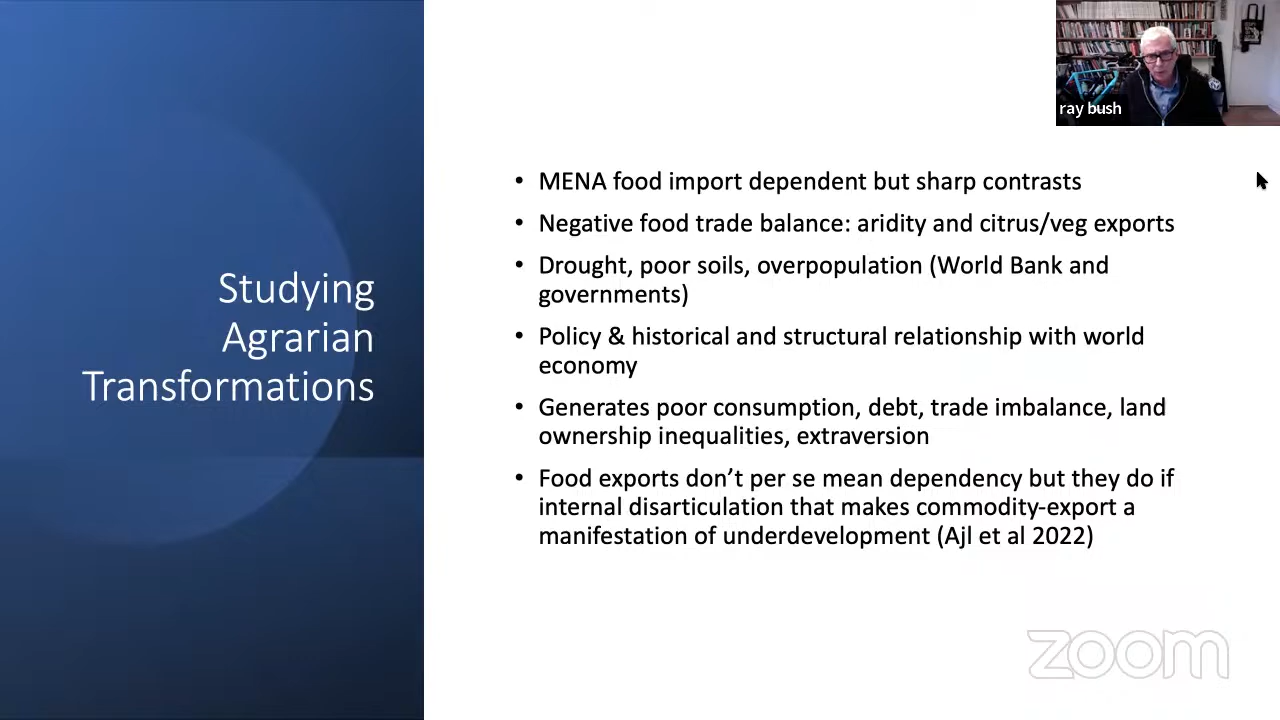 ray bush
Studying
Agrarian
Transformations
• MENA food import dependent but sharp contrasts
• Negative food trade balance: aridity and citrus/veg exports
• Drought, poor soils, overpopulation (World Bank and
governments)
• Policy & historical and structural relationship with world
economy
• Generates poor consumption, debt, trade imbalance, land
ownership inequalities, extraversion
• Food exports don’t per se mean dependency but they do if
internal disarticulation that makes commodity-export a
manifestation of underdevelopment (Ajl et al 2022)
zoom